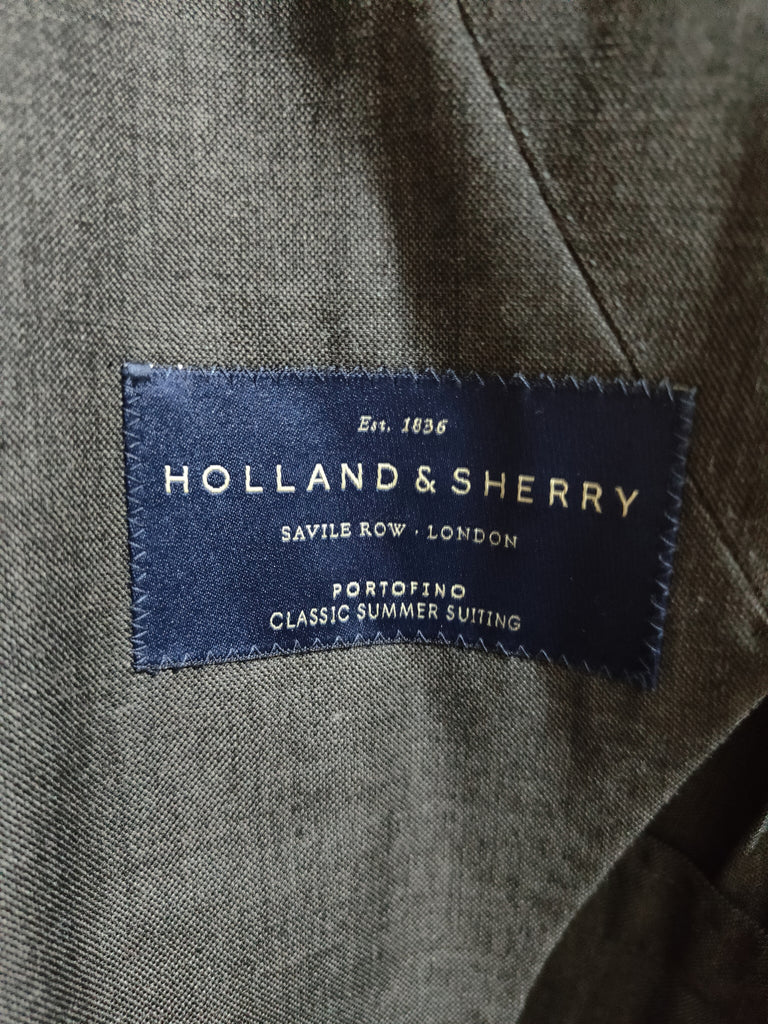 Est. 1836
HOLLAND & SHERRY
SAVILE ROW · LONDON
PORTOFINO
CLASSIC SUMMER SUITING